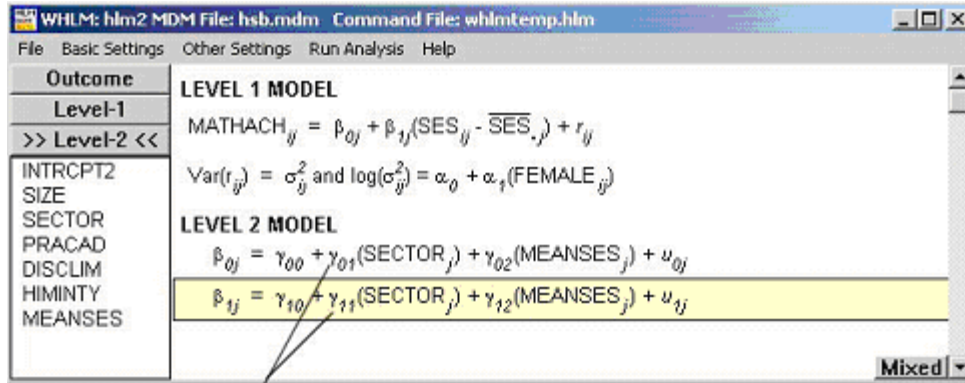 WHLM: hlm2 MDM File: hsb.mdm Command File: whlmtemp.hlm
File Basic Settings Other Settings Run Analysis Help
Outcome
Level-1
>> Level-2 <<
INTRCPT2
SIZE
SECTOR
PRACAD
DISCLIM
HIMINTY
MEANSES
LEVEL 1 MODEL
MATHACH_ij = β_0j + β_1j(SES_ij - S̅E̅S̅_.j) + r_ij
Var(r_ij) = σ²_ij and log(σ²_ij) = α_0 + α_1(FEMALE_ij)
LEVEL 2 MODEL
β_0j = γ_00 + γ_01(SECTOR_j) + γ_02(MEANSES_j) + u_0j
β_1j = γ_10 + γ_11(SECTOR_j) + γ_12(MEANSES_j) + u_1j
Mixed